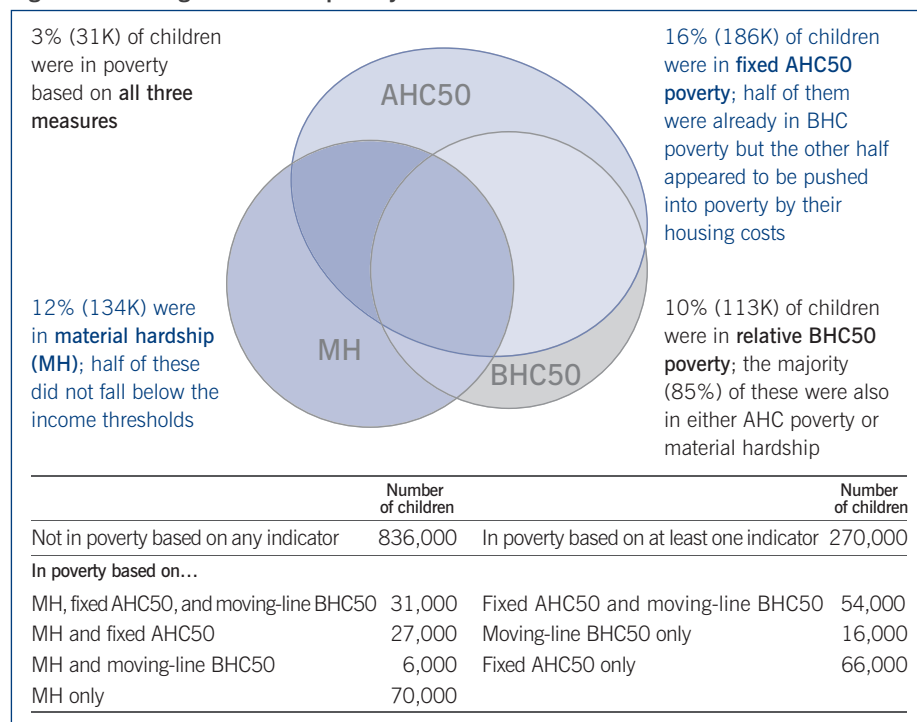 3% (31K) of children
were in poverty
based on all three
measures
AHC50
16% (186K) of children
were in fixed AHC50
poverty; half of them
were already in BHC
poverty but the other half
appeared to be pushed
into poverty by their
housing costs
12% (134K) were
in material hardship
(MH); half of these
did not fall below the
income thresholds
MH
BHC50
10% (113K) of children
were in relative BHC50
poverty; the majority
(85%) of these were also
in either AHC poverty or
material hardship
Number
of children
Number
of children
Not in poverty based on any indicator 836,000 In poverty based on at least one indicator 270,000
In poverty based on…
MH, fixed AHC50, and moving-line BHC50 31,000 Fixed AHC50 and moving-line BHC50 54,000
MH and fixed AHC50 27,000 Moving-line BHC50 only 16,000
MH and moving-line BHC50 6,000 Fixed AHC50 only 66,000
MH only 70,000